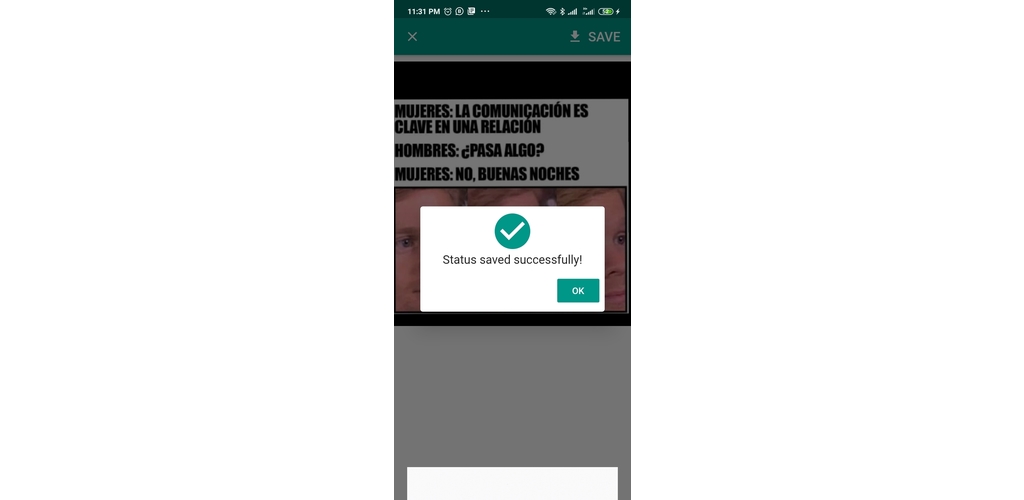 11:31 PM
SAVE
MUJERES: LA COMUNICACIÓN ES
CLAVE EN UNA RELACIÓN
HOMBRES: ¿PASA ALGO?
MUJERES: NO, BUENAS NOCHES
Status saved successfully!
OK